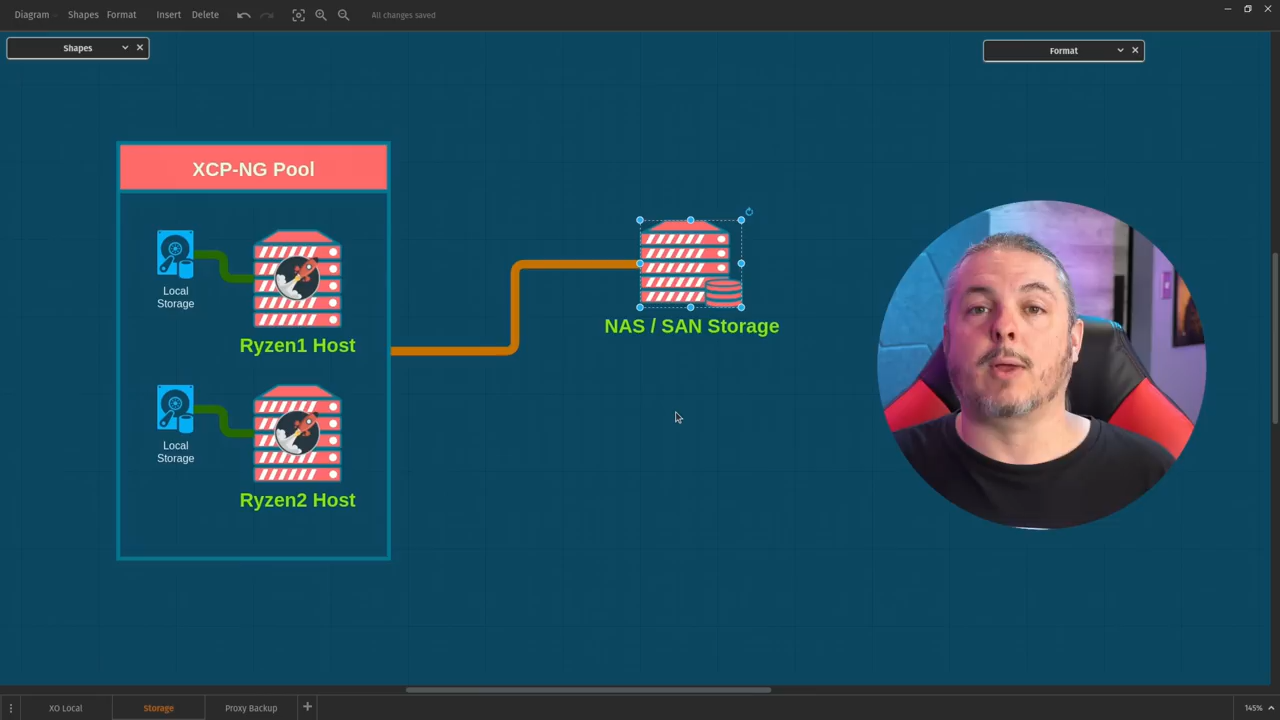 Diagram Shapes Format Insert Delete All changes saved
Shapes
Format
XCP-NG Pool
Local
Storage
Ryzen1 Host
NAS / SAN Storage
Local
Storage
Ryzen2 Host
XO Local Storage Proxy Backup 145%